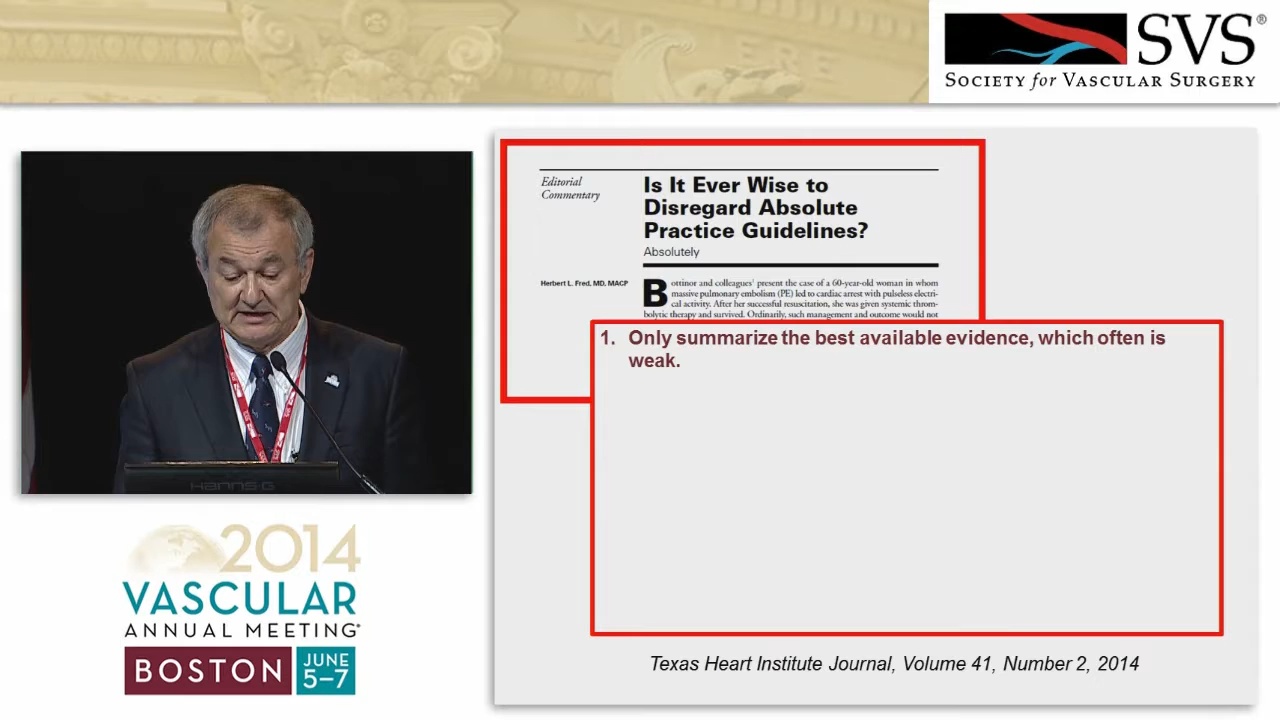 SVS®
SOCIETY for VASCULAR SURGERY
Editorial
Commentary
Is It Ever Wise to
Disregard Absolute
Practice Guidelines?
Absolutely
Herbert L. Fred, MD, MACP
Bottinor and colleagues¹ present the case of a 60-year-old woman in whom
massive pulmonary embolism (PE) led to cardiac arrest with pulseless electri-
cal activity. After her successful resuscitation, she was given systemic throm-
bolytic therapy and survived. Ordinarily, such management and outcome would not
1. Only summarize the best available evidence, which often is
weak.
Texas Heart Institute Journal, Volume 41, Number 2, 2014
HANNS-G
2014
VASCULAR
ANNUAL MEETING®
BOSTON
JUNE
5–7